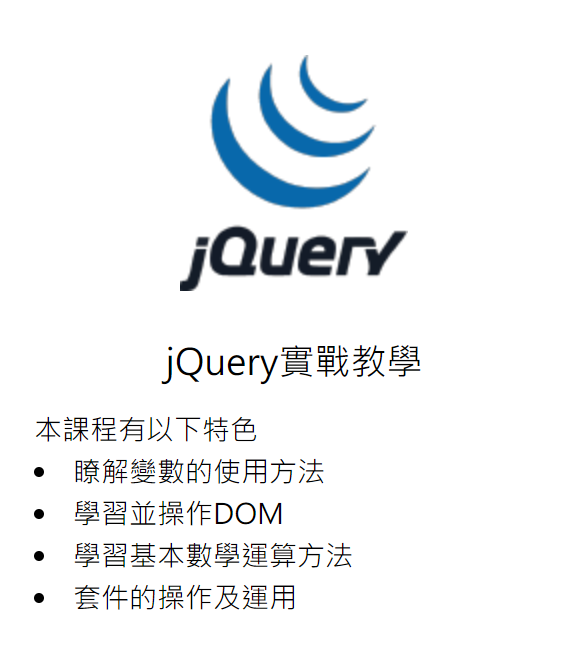 jQuery
jQuery實戰教學
本課程有以下特色
• 瞭解變數的使用方法
• 學習並操作DOM
• 學習基本數學運算方法
• 套件的操作及運用